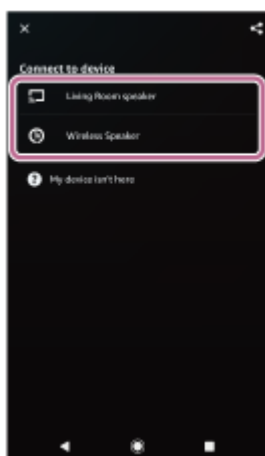 Connect to device
Living Room speaker
Wireless Speaker
My device isn't here